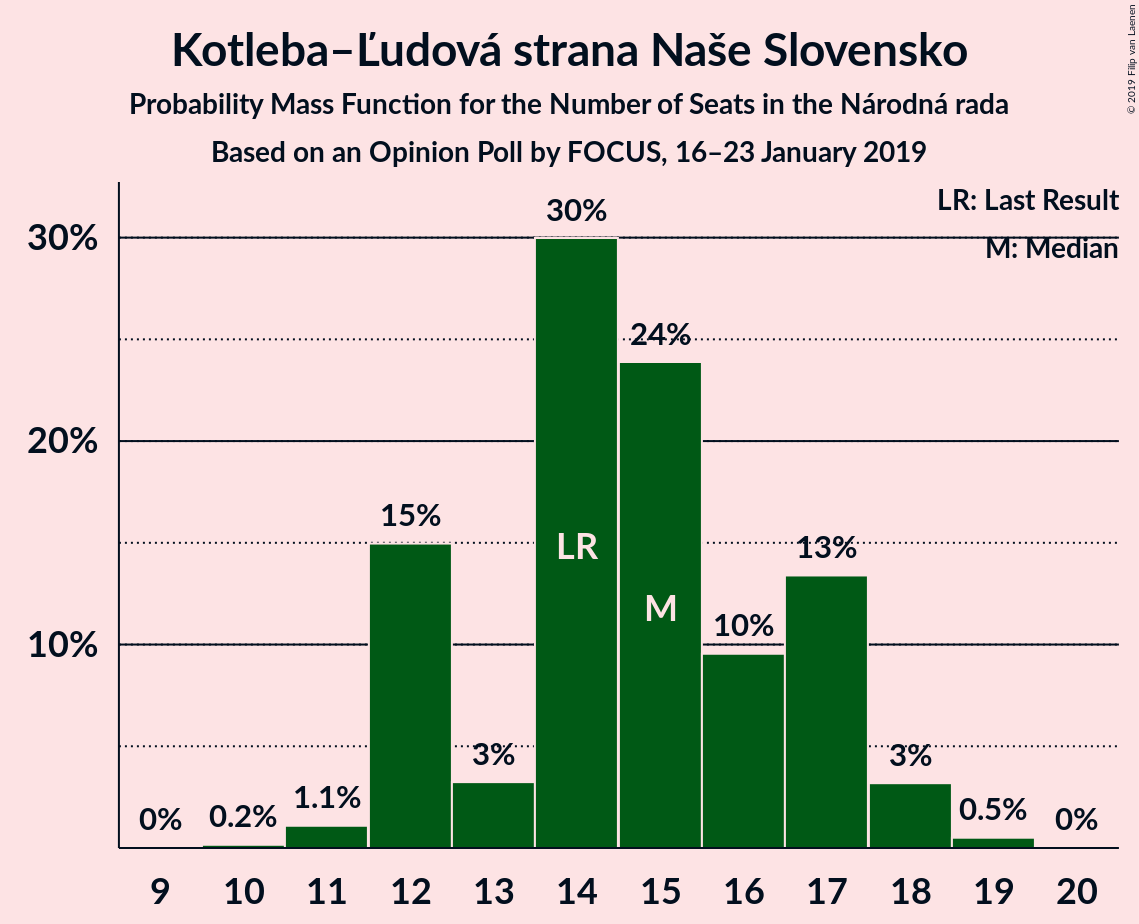 Kotleba–Ľudová strana Naše Slovensko
Probability Mass Function for the Number of Seats in the Národná rada
Based on an Opinion Poll by FOCUS, 16–23 January 2019
© 2019 Filip van Laenen
LR: Last Result
M: Median
30%
20%
10%
0%
0.2%
1.1%
15%
3%
30%
24%
10%
13%
3%
0.5%
0%
LR
M
9 10 11 12 13 14 15 16 17 18 19 20